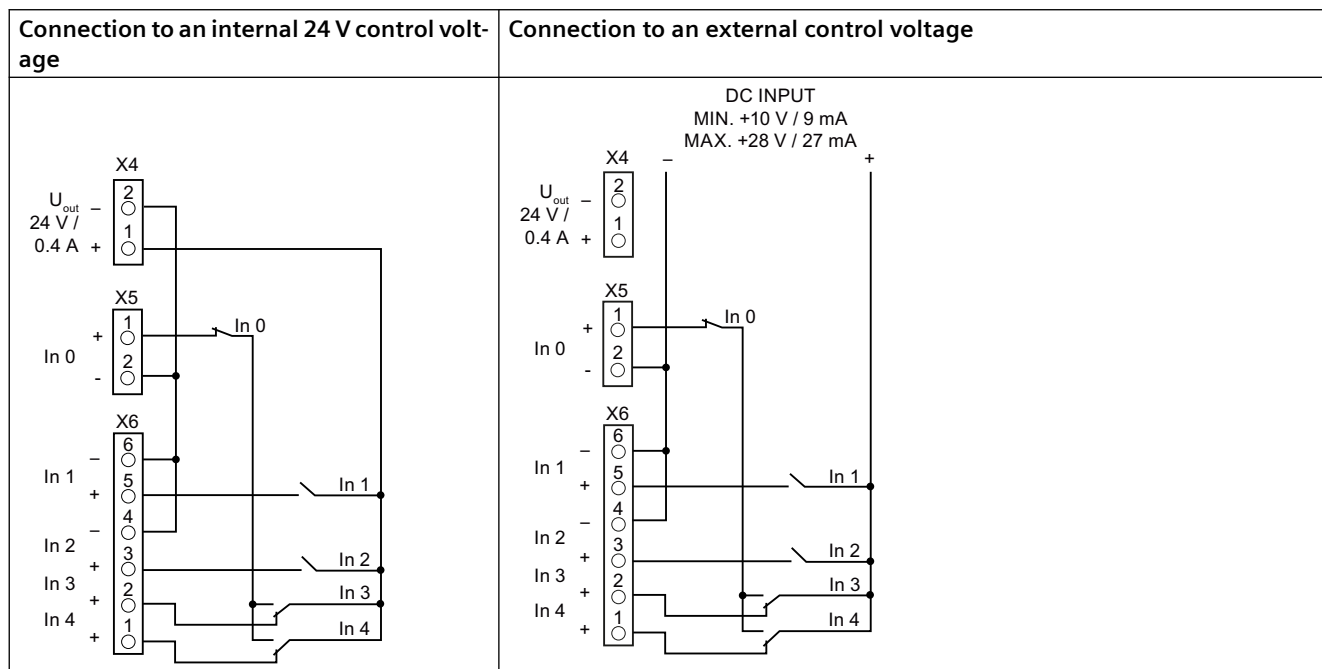 Connection to an internal 24 V control volt-
age
Connection to an external control voltage
X4
U_out –
24 V /
0.4 A +
2
1
X5
In 0
+
-
1
2
In 0
X6
In 1
–
+
In 2
–
+
In 3
+
In 4
+
6
5
4
3
2
1
In 1
In 2
In 3
In 4
DC INPUT
MIN. +10 V / 9 mA
MAX. +28 V / 27 mA
– +
X4
U_out –
24 V /
0.4 A +
2
1
X5
In 0
+
-
1
2
In 0
X6
In 1
–
+
In 2
–
+
In 3
+
In 4
+
6
5
4
3
2
1
In 1
In 2
In 3
In 4